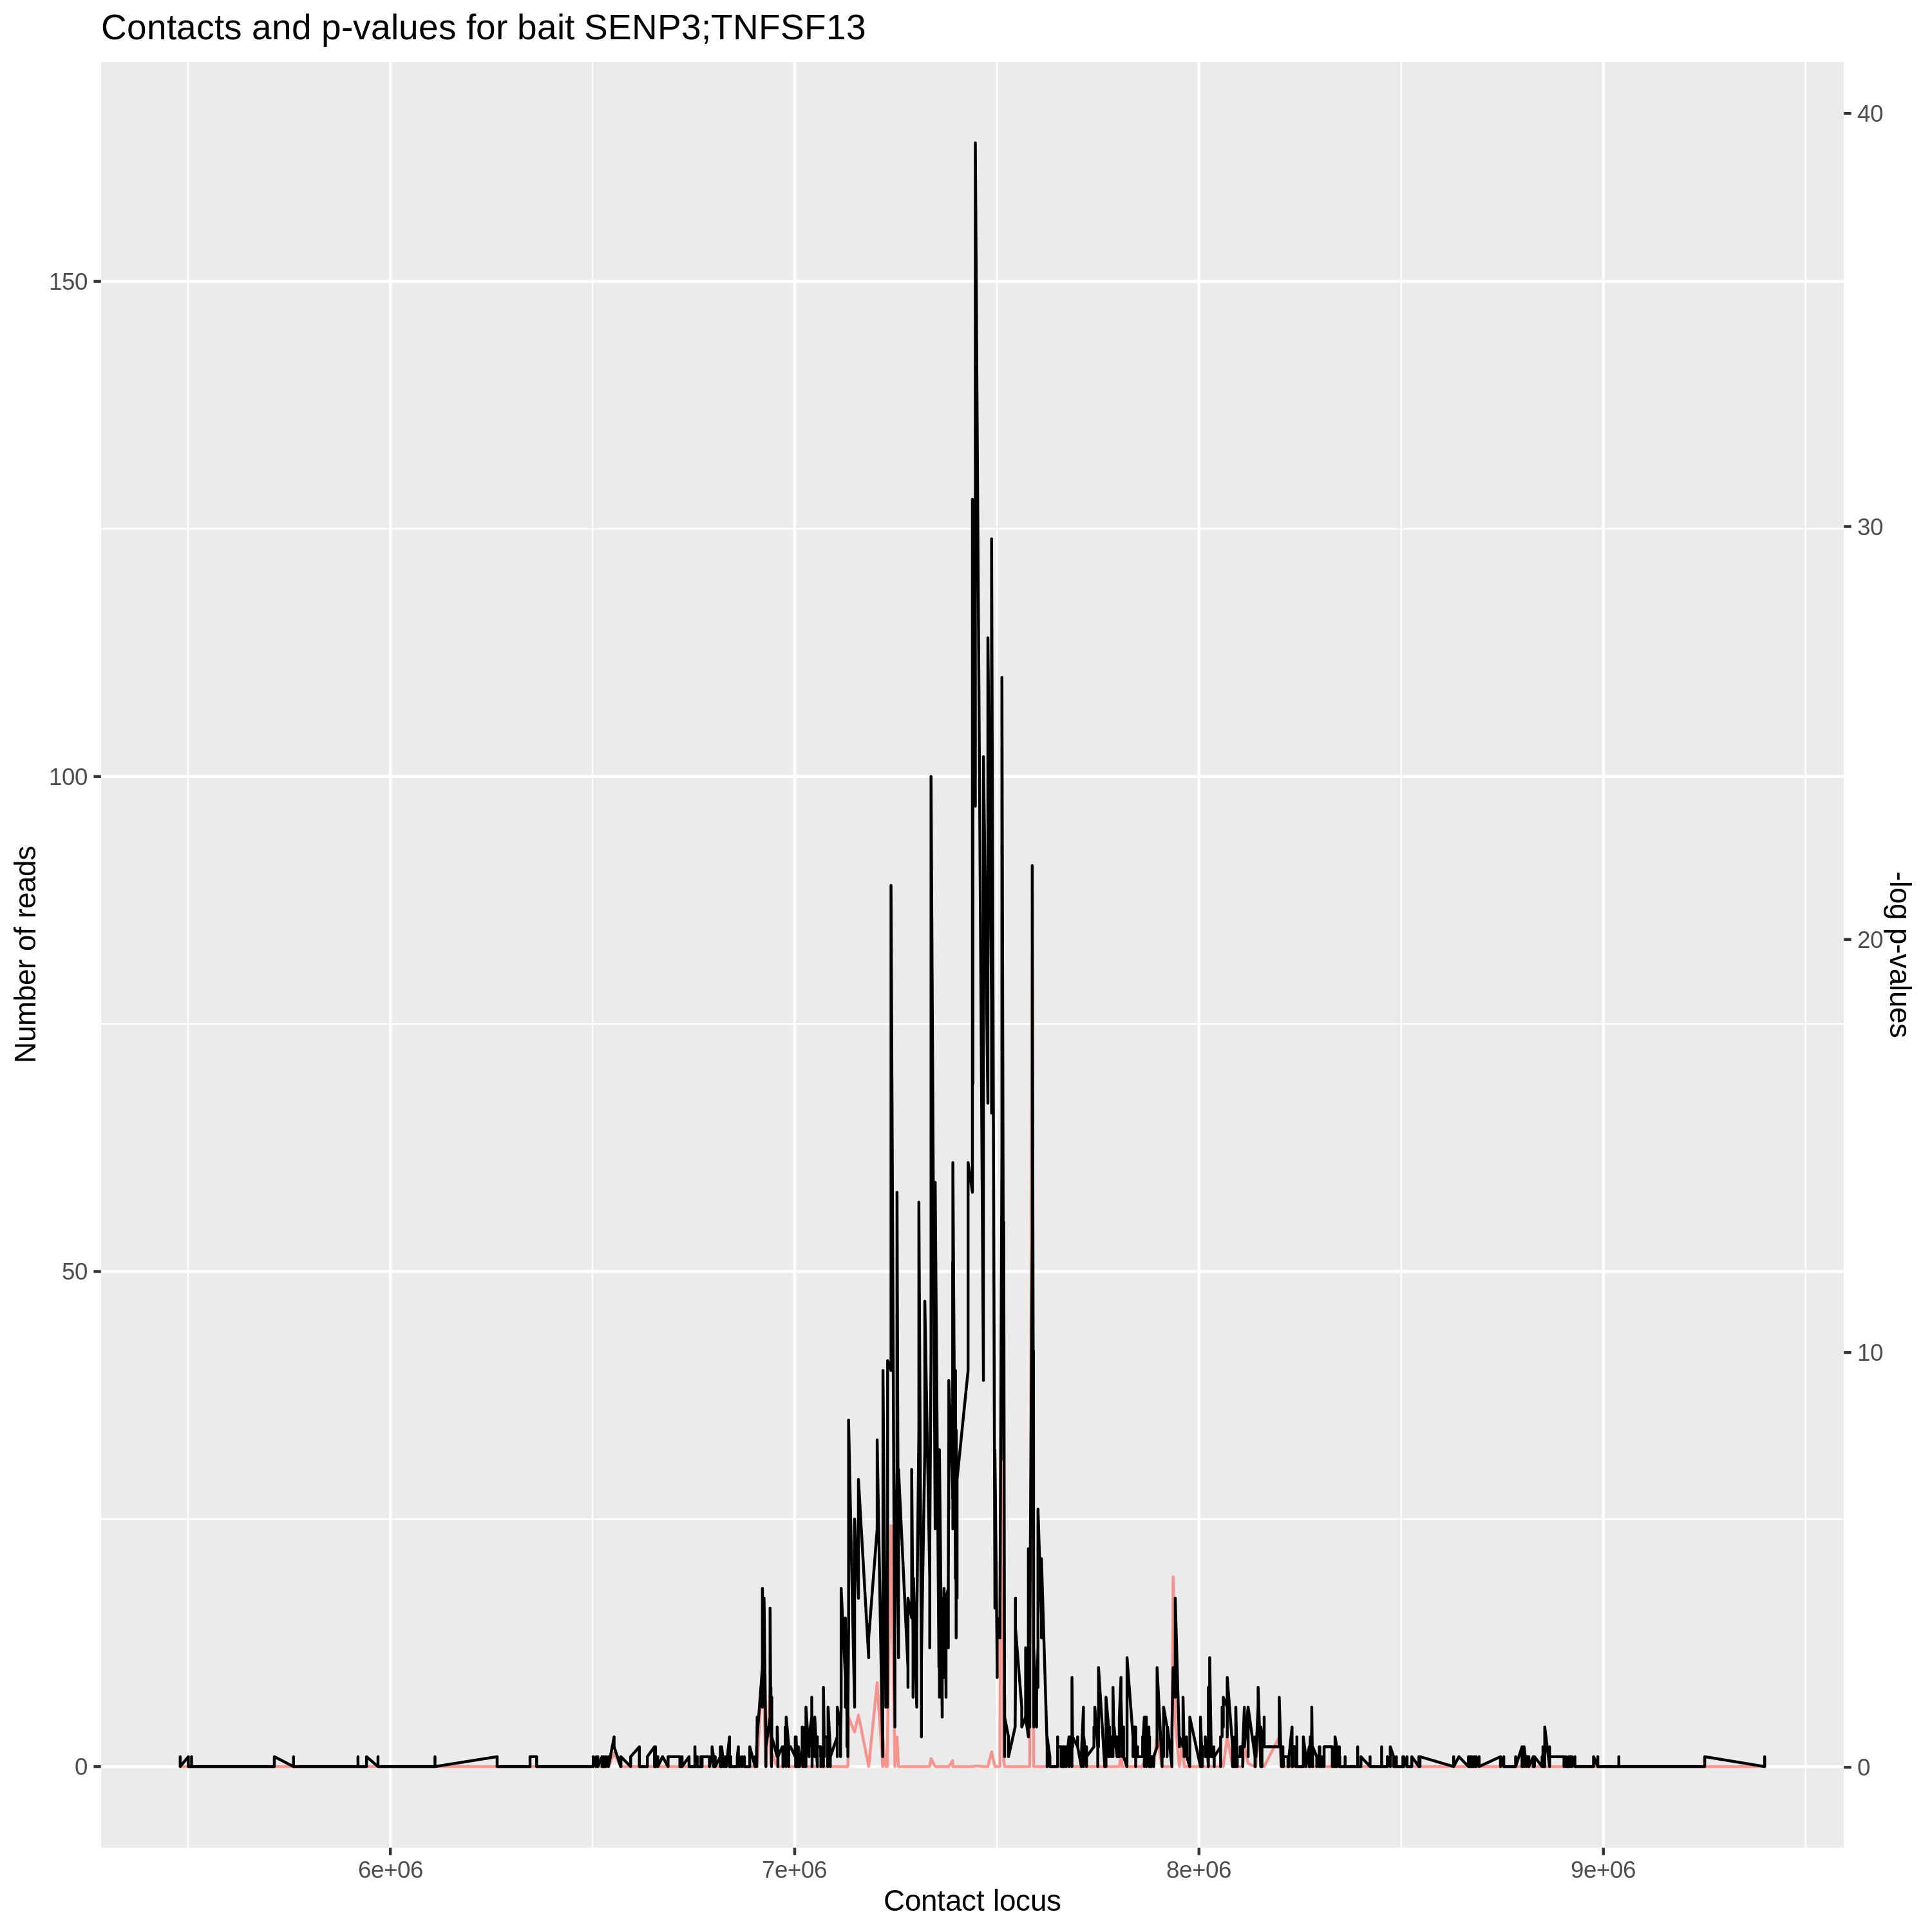 Contacts and p-values for bait SENP3;TNFSF13
40
150
30
100
Number of reads
-log p-values
20
50
10
0
0
6e+06
7e+06
8e+06
9e+06
Contact locus